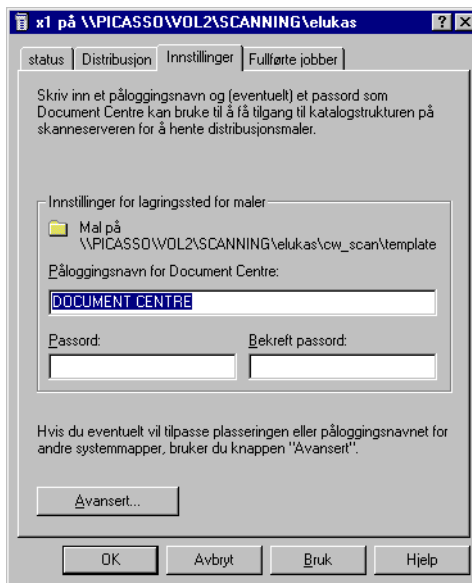 x1 på \\PICASSO\VOL2\SCANNING\elukas
status Distribusjon Innstillinger Fullførte jobber
Skriv inn et påloggingsnavn og (eventuelt) et passord som
Document Centre kan bruke til å få tilgang til katalogstrukturen på
skanneserveren for å hente distribusjonsmaler.
Innstillinger for lagringssted for maler
Mal på
\\PICASSO\VOL2\SCANNING\elukas\cw_scan\template
Påloggingsnavn for Document Centre:
DOCUMENT CENTRE
Passord: Bekreft passord:
Hvis du eventuelt vil tilpasse plasseringen eller påloggingsnavnet for
andre systemmapper, bruker du knappen "Avansert".
Avansert...
OK Avbryt Bruk Hjelp